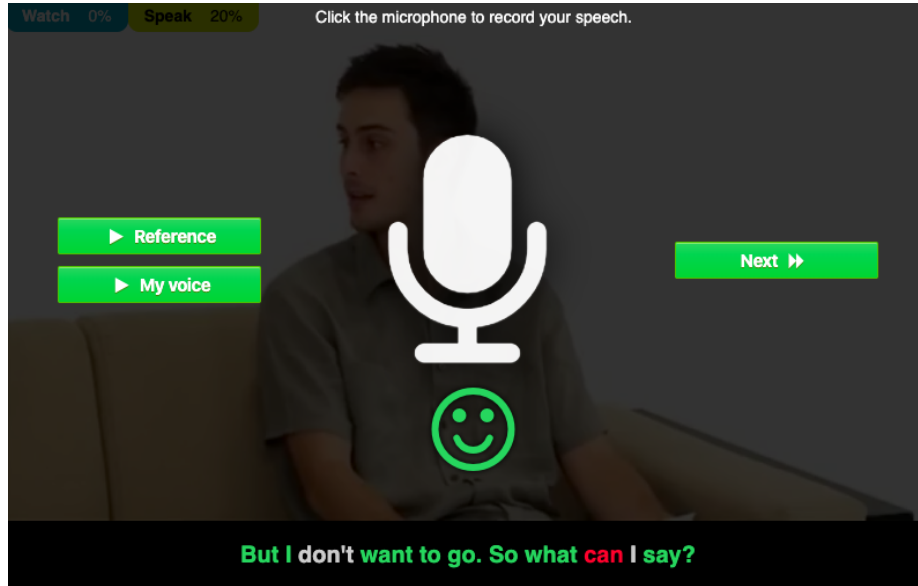 Watch 0% Speak 20%
Click the microphone to record your speech.
Reference
My voice
Next
But I don't want to go. So what can I say?